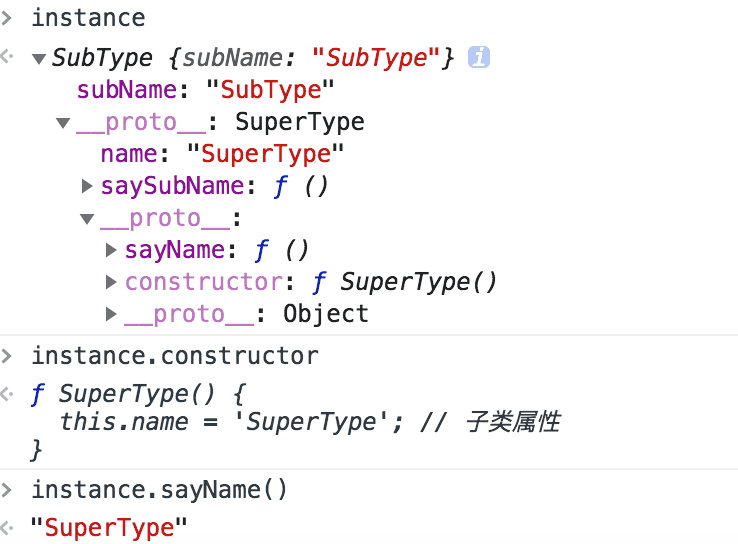 instance
SubType {subName: "SubType"} i
subName: "SubType"
__proto__: SuperType
name: "SuperType"
saySubName: ƒ ()
__proto__:
sayName: ƒ ()
constructor: ƒ SuperType()
__proto__: Object
instance.constructor
ƒ SuperType() {
this.name = 'SuperType'; // 子类属性
}
instance.sayName()
"SuperType"